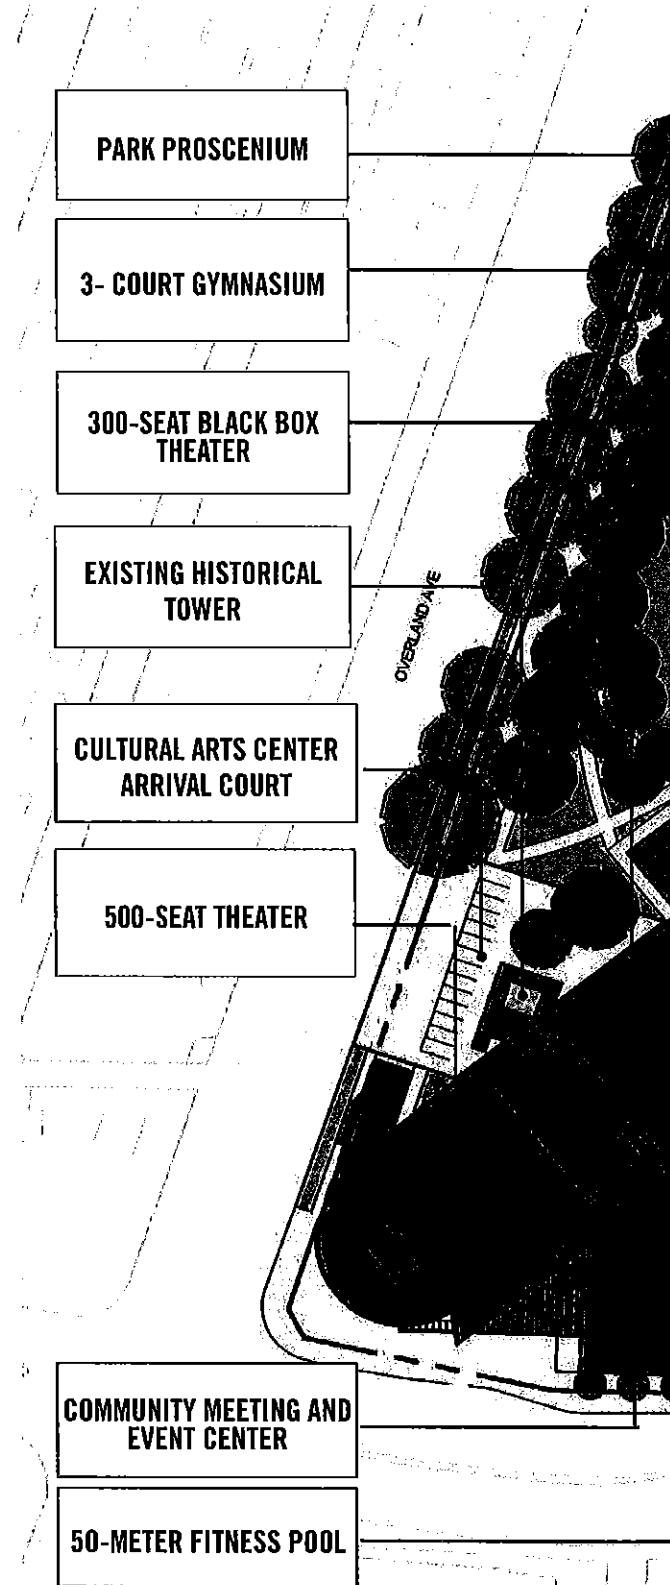 PARK PROSCENIUM
3- COURT GYMNASIUM
300-SEAT BLACK BOX
THEATER
EXISTING HISTORICAL
TOWER
OVERLAND AVE
CULTURAL ARTS CENTER
ARRIVAL COURT
500-SEAT THEATER
COMMUNITY MEETING AND
EVENT CENTER
50-METER FITNESS POOL